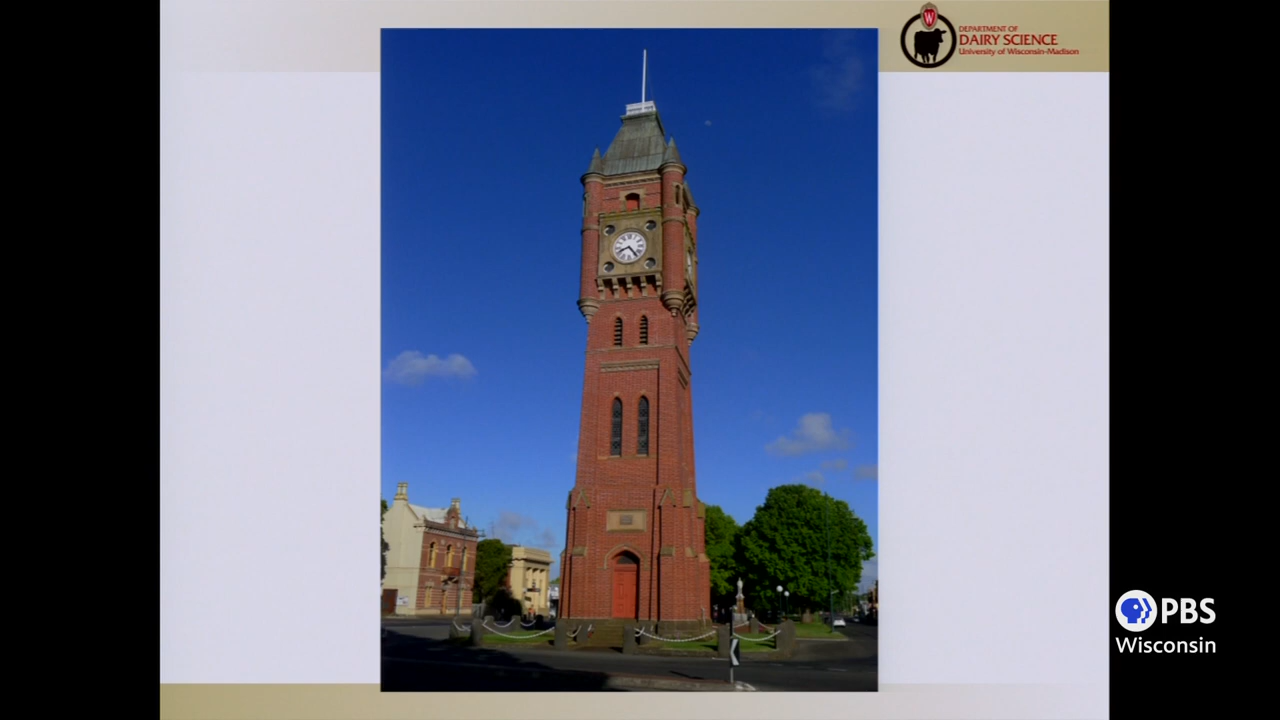 DEPARTMENT OF
DAIRY SCIENCE
University of Wisconsin-Madison
W
PBS
Wisconsin